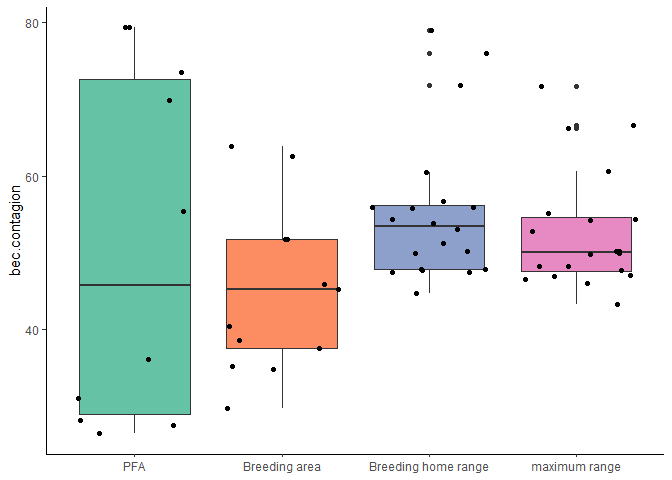 80
60
40
bec.contagion
PFA
Breeding area
Breeding home range
maximum range